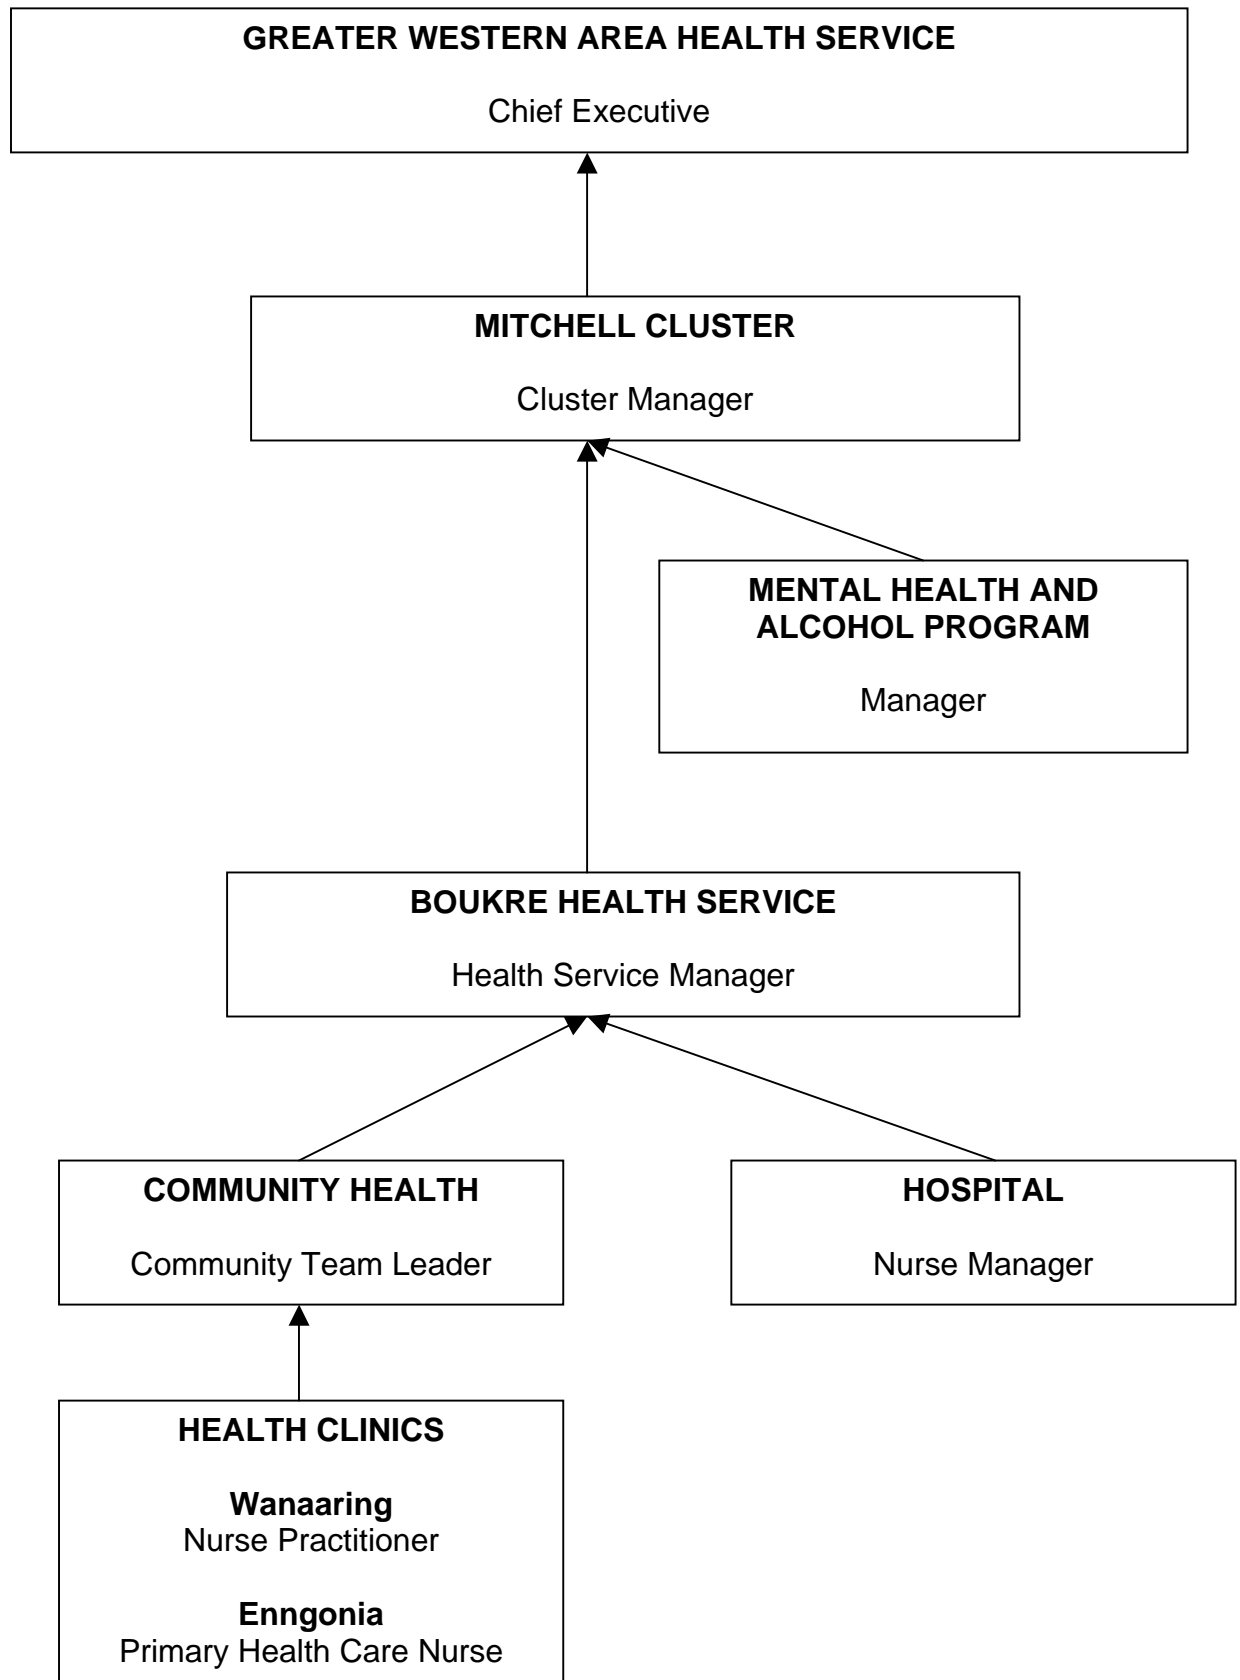 GREATER WESTERN AREA HEALTH SERVICE
Chief Executive
MITCHELL CLUSTER
Cluster Manager
MENTAL HEALTH AND
ALCOHOL PROGRAM
Manager
BOUKRE HEALTH SERVICE
Health Service Manager
COMMUNITY HEALTH
Community Team Leader
HOSPITAL
Nurse Manager
HEALTH CLINICS
Wanaaring
Nurse Practitioner
Enngonia
Primary Health Care Nurse